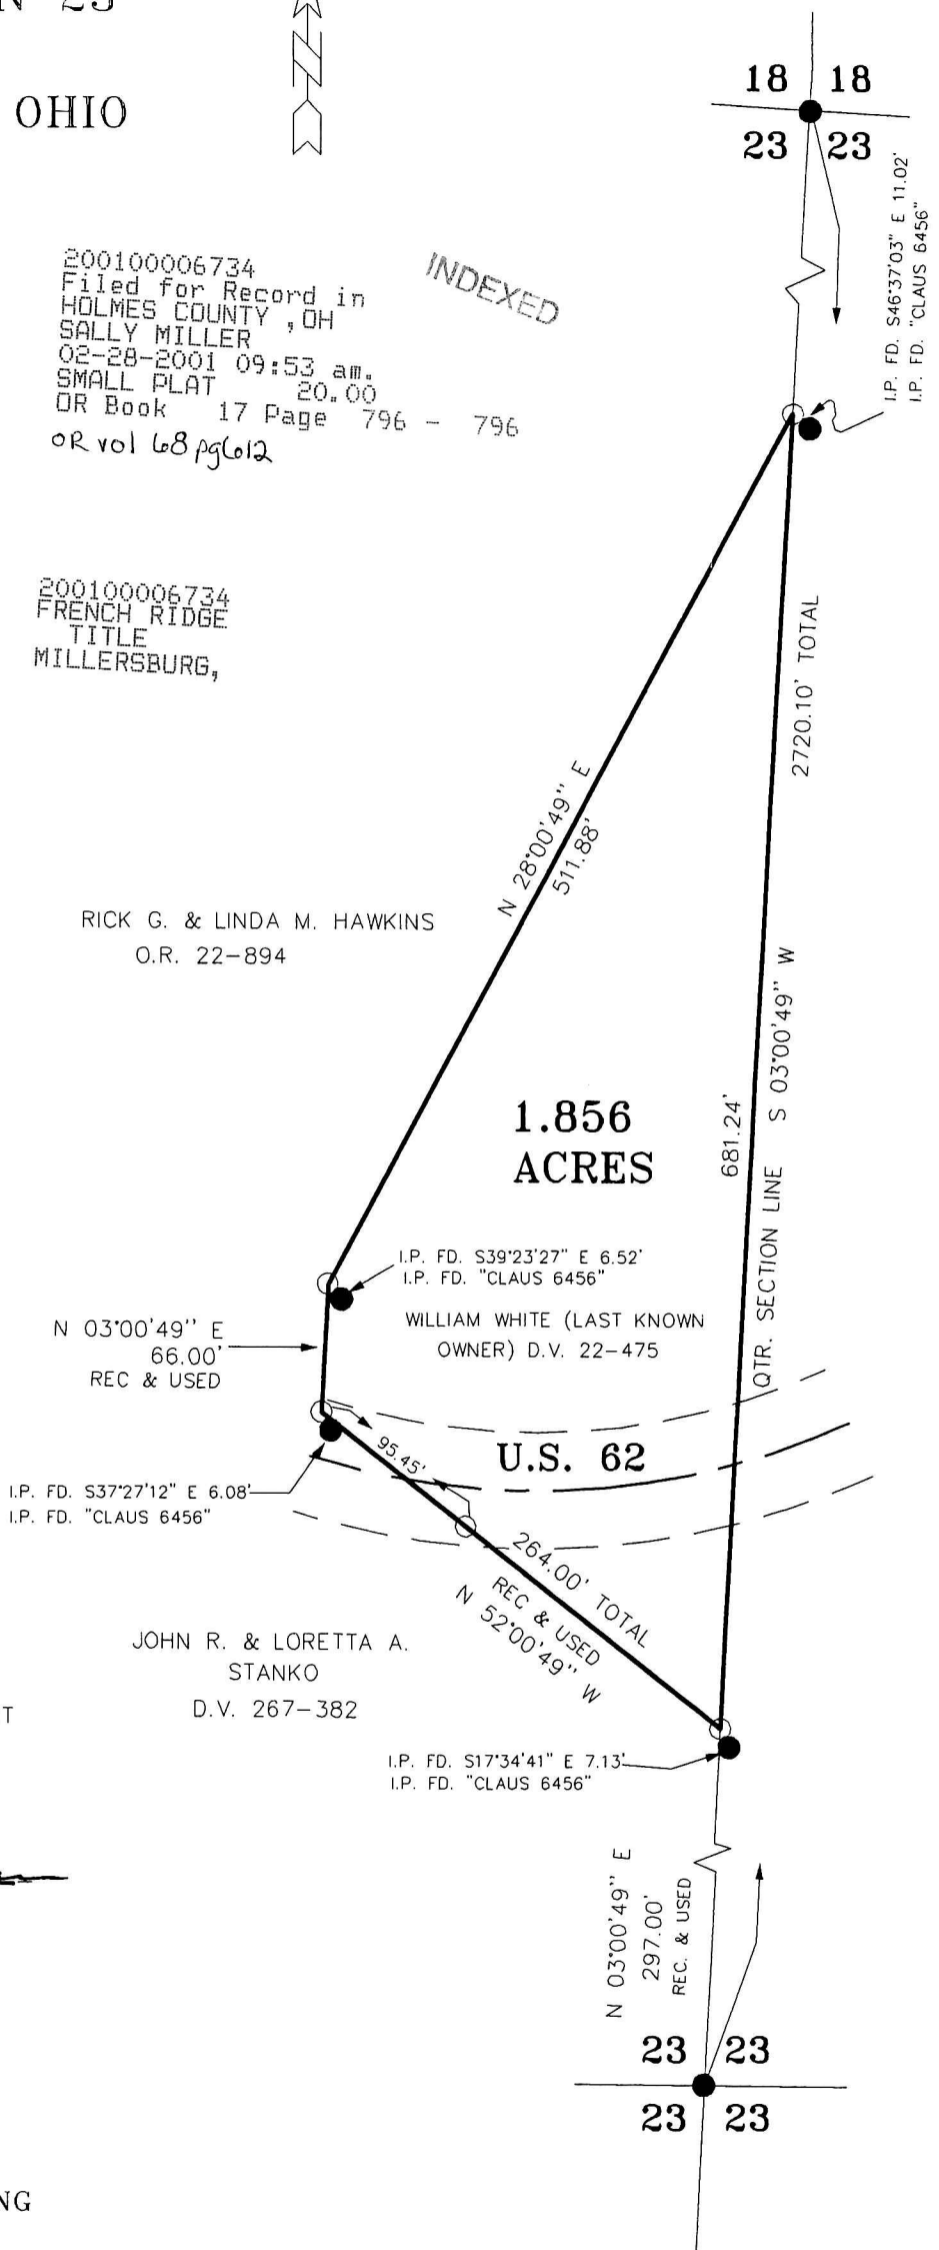 N 23
OHIO
N
18 18
23 23
I.P. FD. S46°37'03" E 11.02'
I.P. FD. "CLAUS 6456"
200100006734
Filed for Record in
HOLMES COUNTY ,OH
SALLY MILLER
02-28-2001 09:53 am.
SMALL PLAT 20.00
OR Book 17 Page 796 - 796
OR vol 68 pg 612
INDEXED
200100006734
FRENCH RIDGE
TITLE
MILLERSBURG,
2720.10' TOTAL
N 28°00'49" E
511.88'
RICK G. & LINDA M. HAWKINS
O.R. 22-894
QTR. SECTION LINE S 03°00'49" W
681.24'
1.856
ACRES
I.P. FD. S39°23'27" E 6.52'
I.P. FD. "CLAUS 6456"
WILLIAM WHITE (LAST KNOWN
OWNER) D.V. 22-475
N 03°00'49" E
66.00'
REC & USED
95.45'
U.S. 62
I.P. FD. S37°27'12" E 6.08'
I.P. FD. "CLAUS 6456"
264.00' TOTAL
REC & USED
N 52°00'49" W
JOHN R. & LORETTA A.
STANKO
D.V. 267-382
T
I.P. FD. S17°34'41" E 7.13'
I.P. FD. "CLAUS 6456"
N 03°00'49" E
297.00'
REC. & USED
23 23
23 23
NG